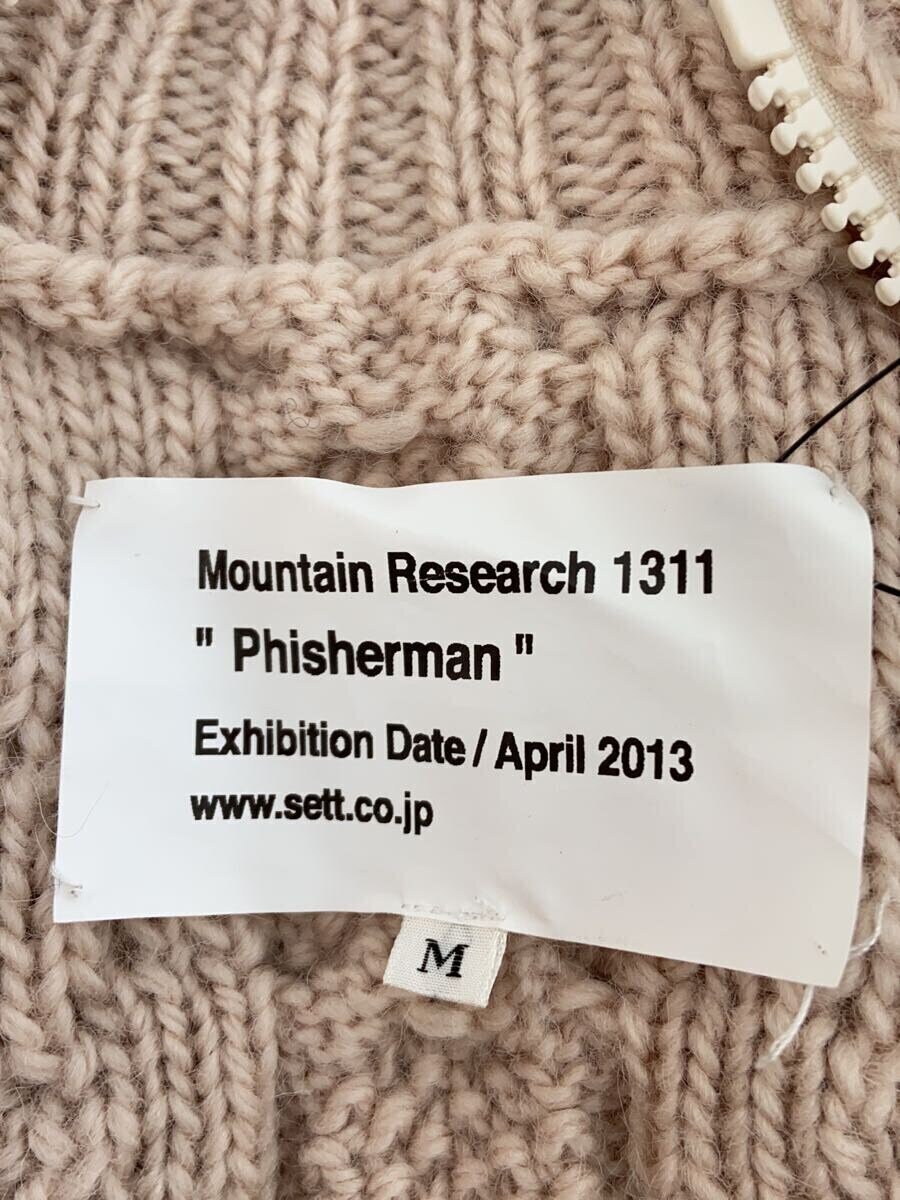 Mountain Research 1311
" Phisherman "
Exhibition Date / April 2013
www.sett.co.jp
M